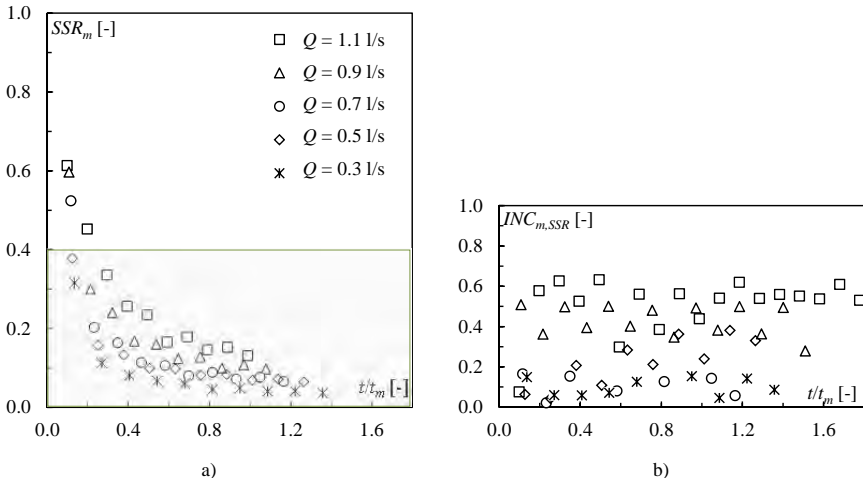 SSRm [-]
Q = 1.1 l/s
Q = 0.9 l/s
Q = 0.7 l/s
Q = 0.5 l/s
Q = 0.3 l/s
1.0
0.8
0.6
0.4
0.2
0.0
t/tm [-]
0.0 0.4 0.8 1.2 1.6
a)
INCm,SSR [-]
1.0
0.8
0.6
0.4
0.2
0.0
t/tm [-]
0.0 0.4 0.8 1.2 1.6
b)